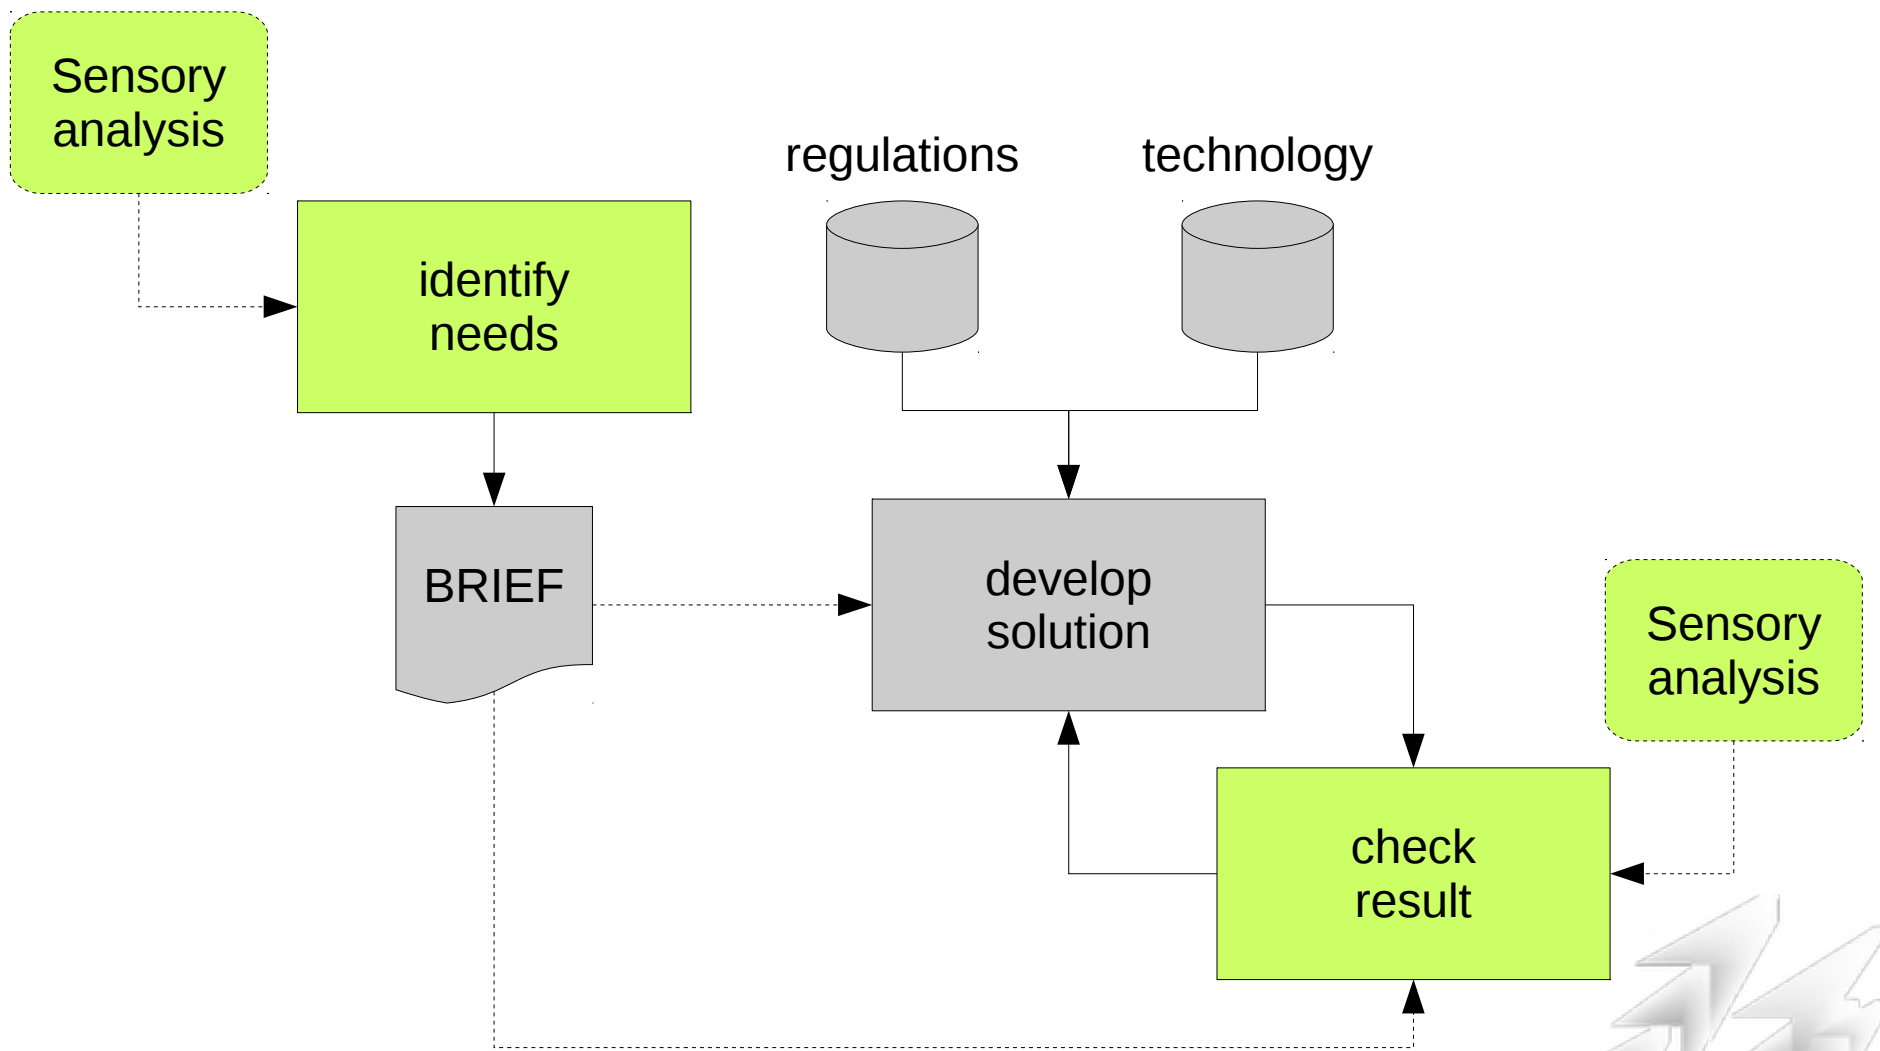 Sensory
analysis
regulations
technology
identify
needs
BRIEF
develop
solution
Sensory
analysis
check
result